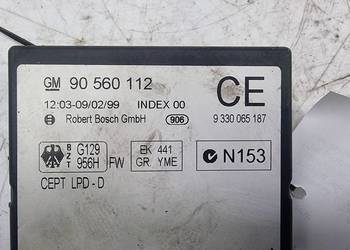 GM 90 560 112 CE
12:03-09/02/99 INDEX 00
Robert Bosch GmbH 906 9 330 065 187
BZT G129 956H FW EK 441 GR. YME N153
CEPT LPD-D